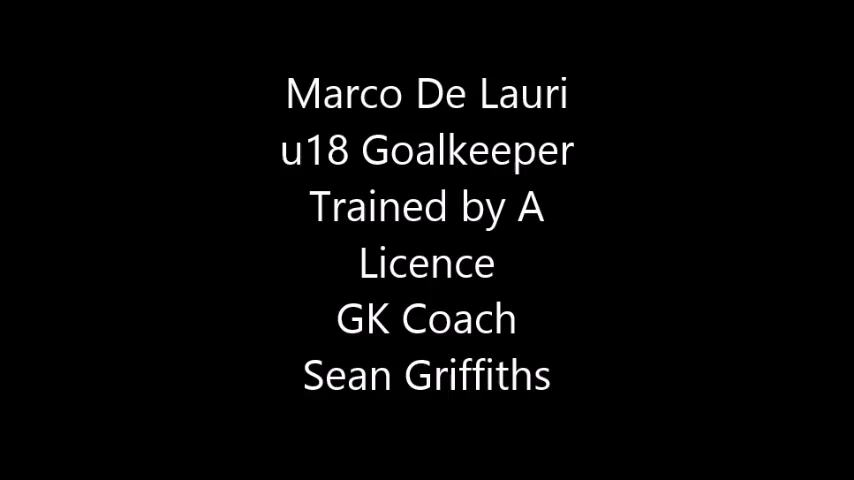 Marco De Lauri
u18 Goalkeeper
Trained by A
Licence
GK Coach
Sean Griffiths